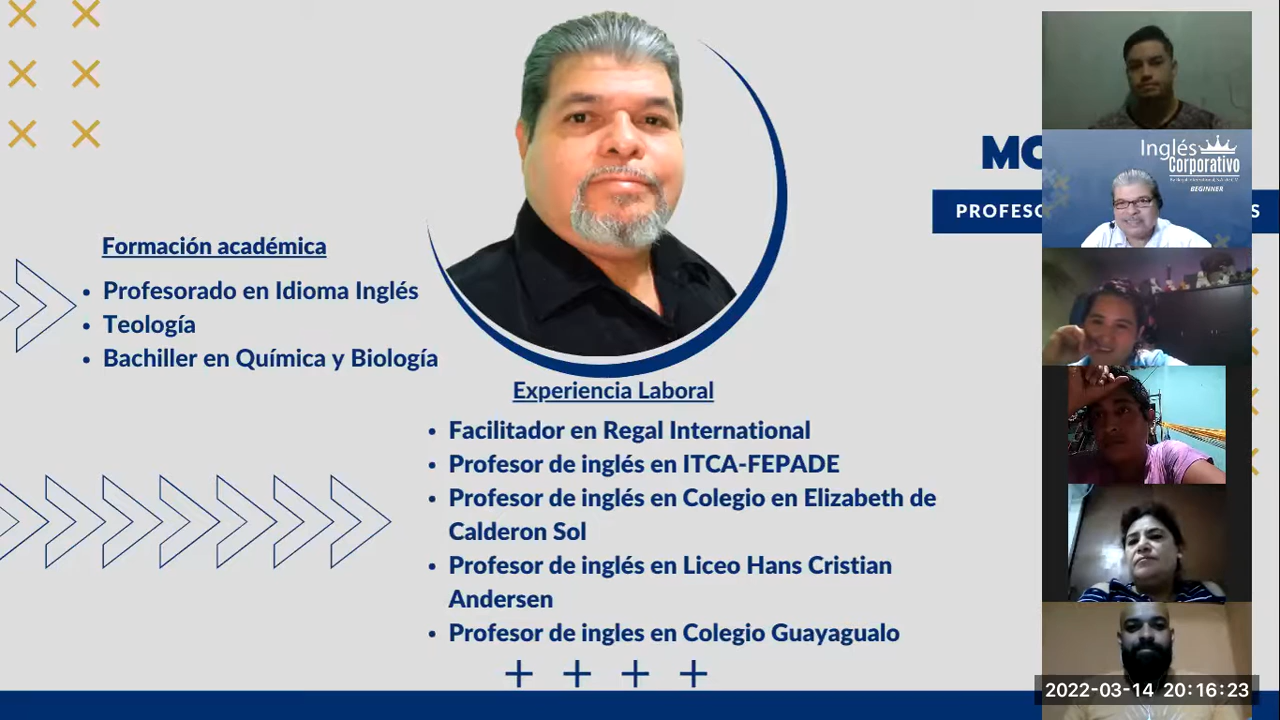 Formación académica
Profesorado en Idioma Inglés
Teología
Bachiller en Química y Biología
Experiencia Laboral
Facilitador en Regal International
Profesor de inglés en ITCA-FEPADE
Profesor de inglés en Colegio en Elizabeth de
Calderon Sol
Profesor de inglés en Liceo Hans Cristian
Andersen
Profesor de ingles en Colegio Guayagualo
Inglés
Corporativo
BEGINNER
2022-03-14 20:16:23